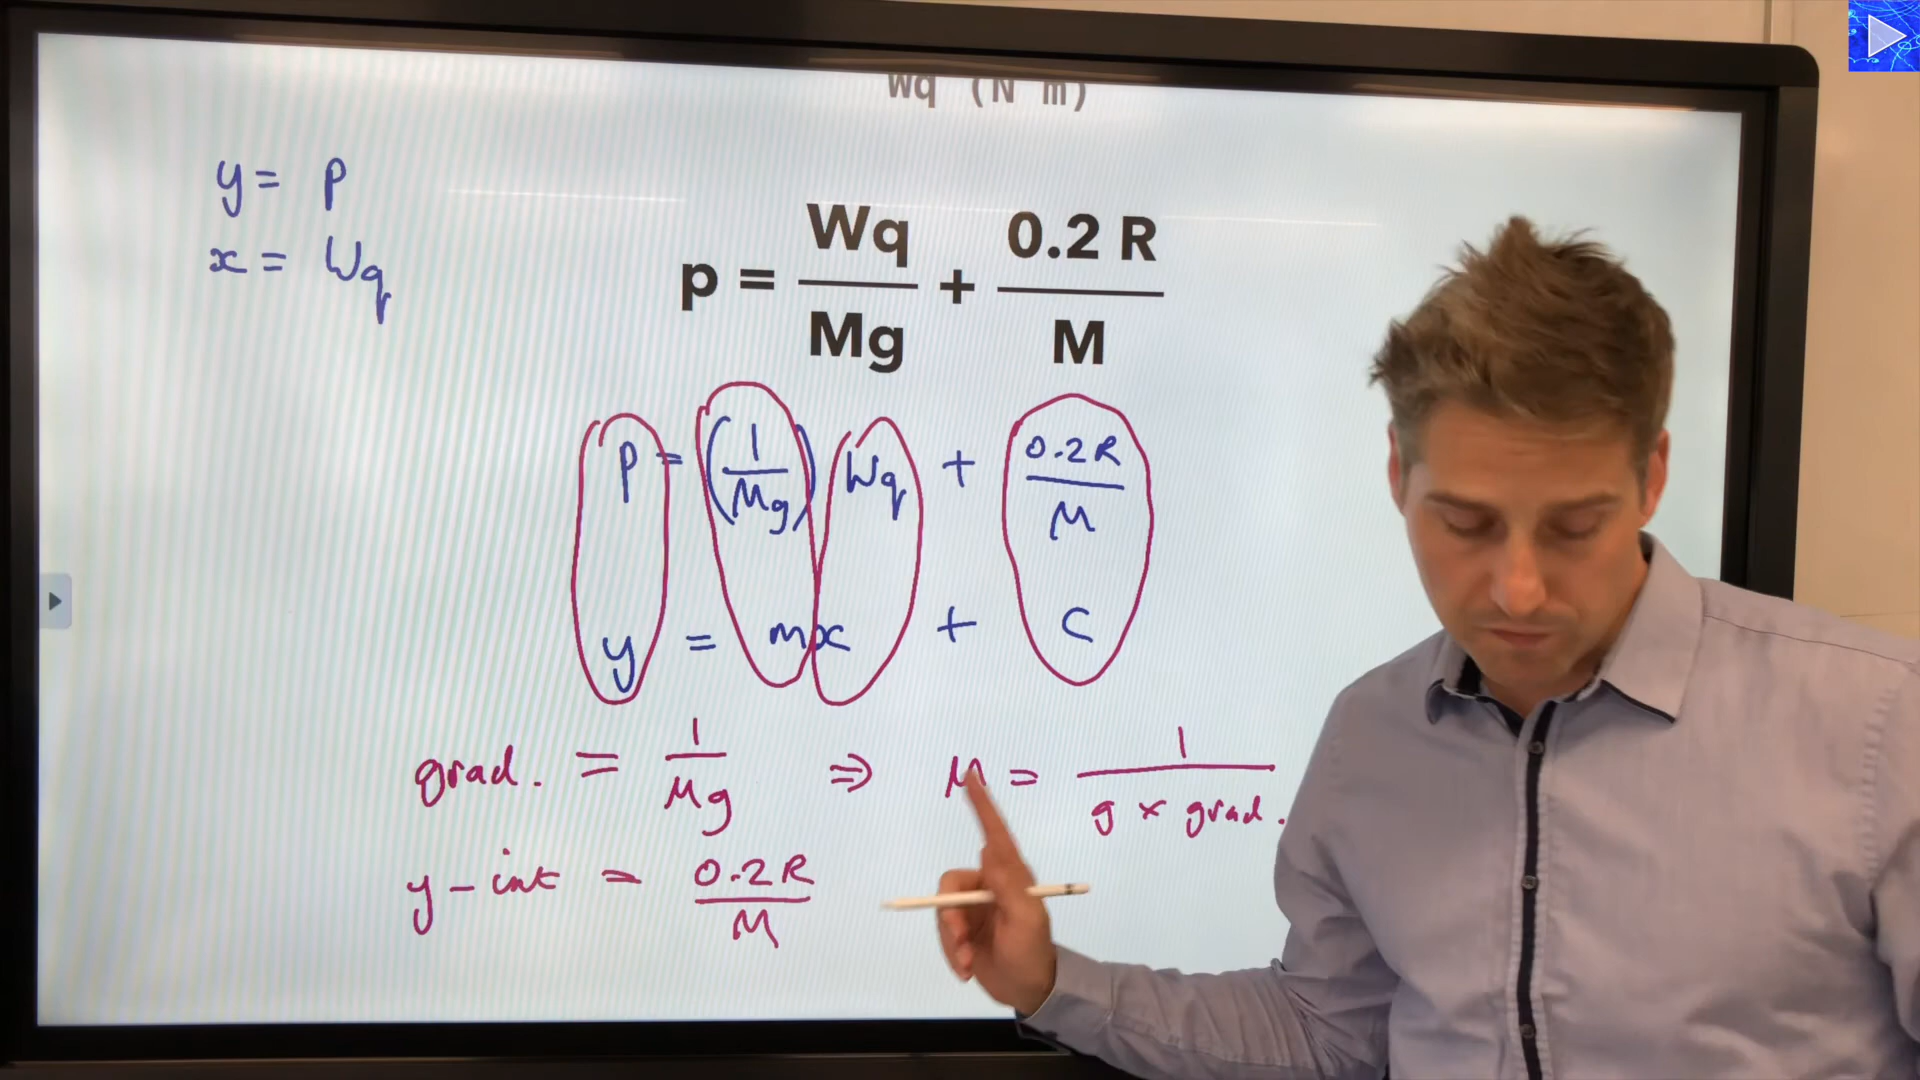 Wq (N m)
y = p
x = Wq
p = Wq/Mg + 0.2 R/M
p = (1/Mg) Wq + 0.2R/M
y = mx + c
grad. = 1/Mg ⇒ M = 1/(g × grad.)
y-int = 0.2R/M